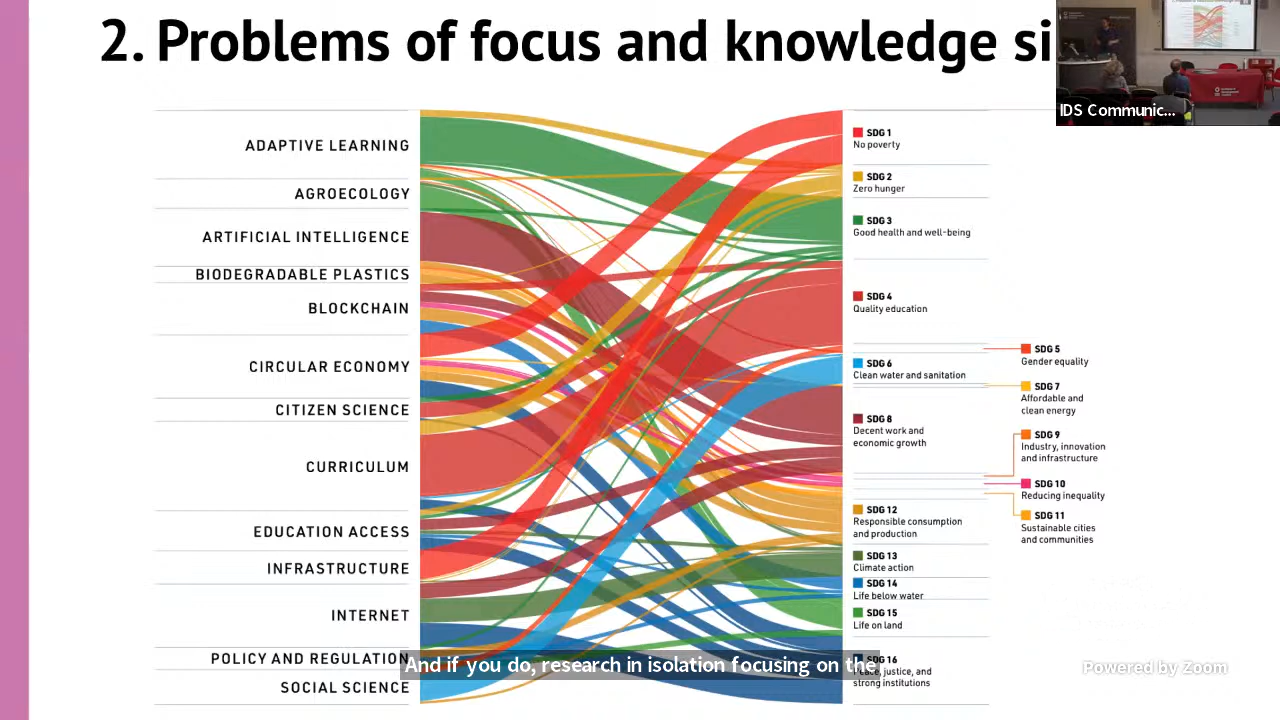 2. Problems of focus and knowledge si
IDS Communic...
ADAPTIVE LEARNING
AGROECOLOGY
ARTIFICIAL INTELLIGENCE
BIODEGRADABLE PLASTICS
BLOCKCHAIN
CIRCULAR ECONOMY
CITIZEN SCIENCE
CURRICULUM
EDUCATION ACCESS
INFRASTRUCTURE
INTERNET
POLICY AND REGULATION
SOCIAL SCIENCE
SDG 1
No poverty
SDG 2
Zero hunger
SDG 3
Good health and well-being
SDG 4
Quality education
SDG 5
Gender equality
SDG 6
Clean water and sanitation
SDG 7
Affordable and
clean energy
SDG 8
Decent work and
economic growth
SDG 9
Industry, innovation
and infrastructure
SDG 10
Reducing inequality
SDG 11
Sustainable cities
and communities
SDG 12
Responsible consumption
and production
SDG 13
Climate action
SDG 14
Life below water
SDG 15
Life on land
SDG 16
Peace, justice, and
strong institutions
And if you do, research in isolation focusing on the
Powered by Zoom